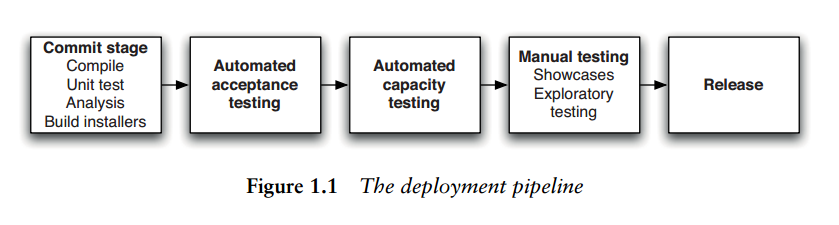 Commit stage
Compile
Unit test
Analysis
Build installers
Automated
acceptance
testing
Automated
capacity
testing
Manual testing
Showcases
Exploratory
testing
Release
Figure 1.1 The deployment pipeline